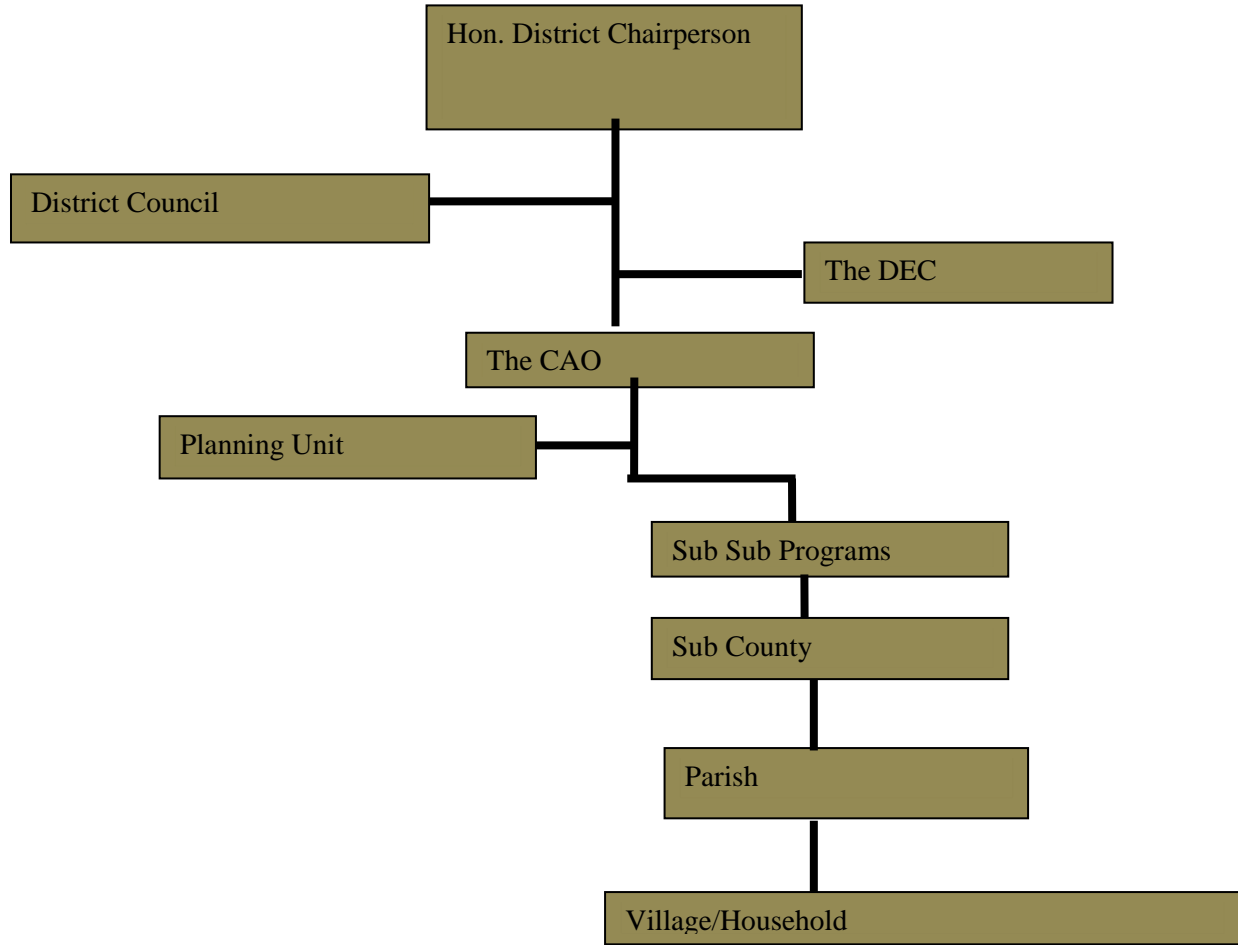 Hon. District Chairperson
District Council
The DEC
The CAO
Planning Unit
Sub Sub Programs
Sub County
Parish
Village/Household